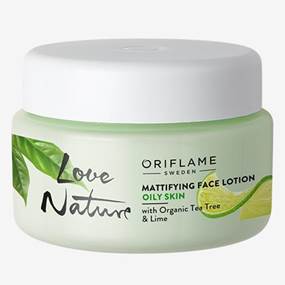 Love
Nature
ORIFLAME
SWEDEN
MATTIFYING FACE LOTION
OILY SKIN
with Organic Tea Tree
& Lime